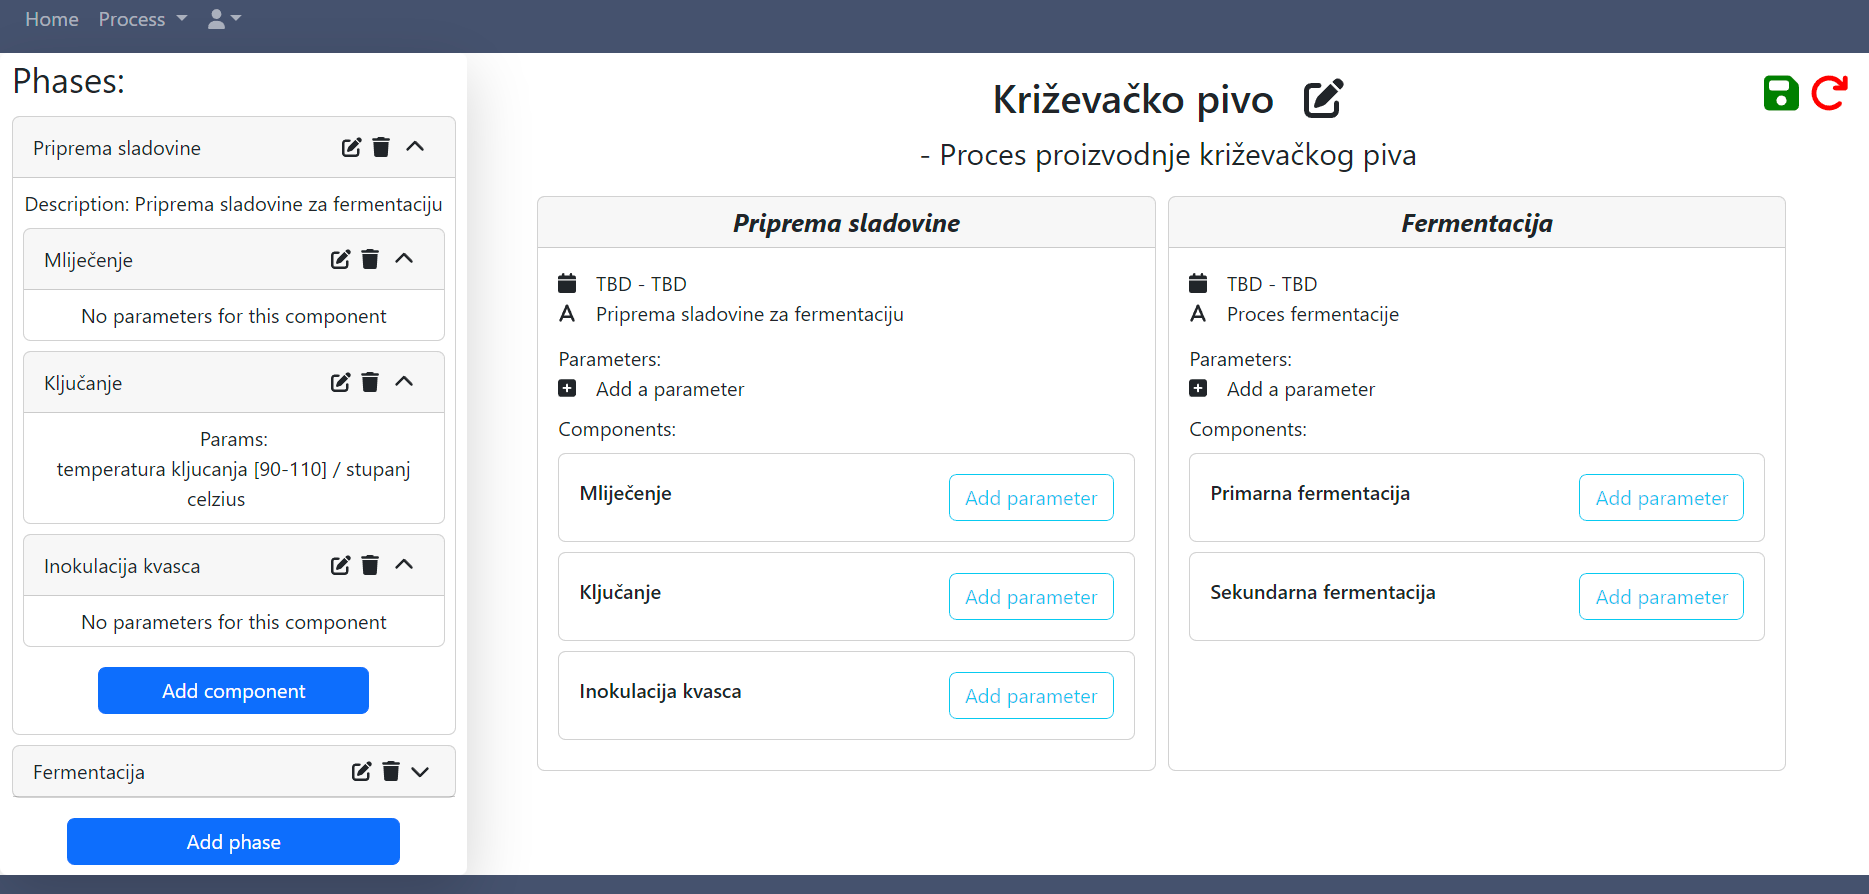 Home Process
Phases:
Priprema sladovine
Description: Priprema sladovine za fermentaciju
Mliječenje
No parameters for this component
Ključanje
Params:
temperatura kljucanja [90-110] / stupanj
celzius
Inokulacija kvasca
No parameters for this component
Add component
Fermentacija
Add phase
Križevačko pivo
- Proces proizvodnje križevačkog piva
Priprema sladovine
TBD - TBD
Priprema sladovine za fermentaciju
Parameters:
Add a parameter
Components:
Mliječenje Add parameter
Ključanje Add parameter
Inokulacija kvasca Add parameter
Fermentacija
TBD - TBD
Proces fermentacije
Parameters:
Add a parameter
Components:
Primarna fermentacija Add parameter
Sekundarna fermentacija Add parameter